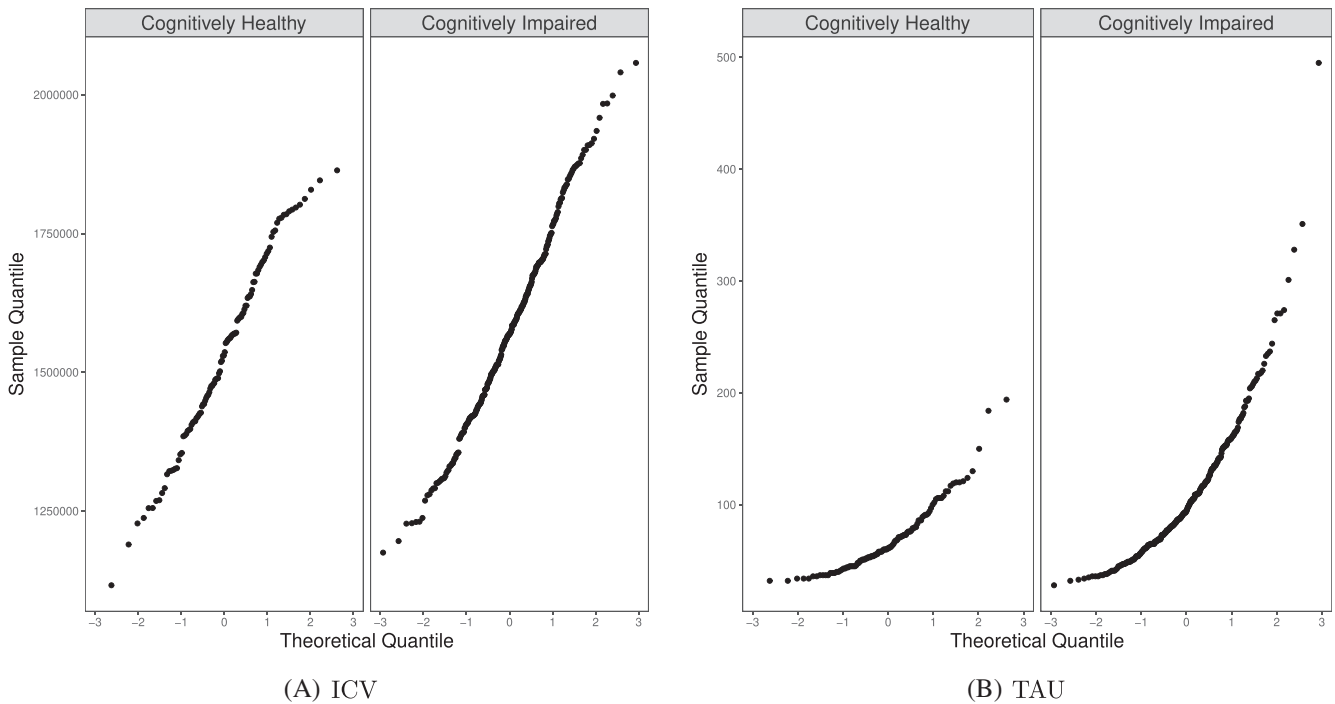 Cognitively Healthy Cognitively Impaired
2000000
1750000
1500000
1250000
Sample Quantile
−3 −2 −1 0 1 2 3 −3 −2 −1 0 1 2 3
Theoretical Quantile
(A) ICV
Cognitively Healthy Cognitively Impaired
500
400
300
200
100
Sample Quantile
−3 −2 −1 0 1 2 3 −3 −2 −1 0 1 2 3
Theoretical Quantile
(B) TAU